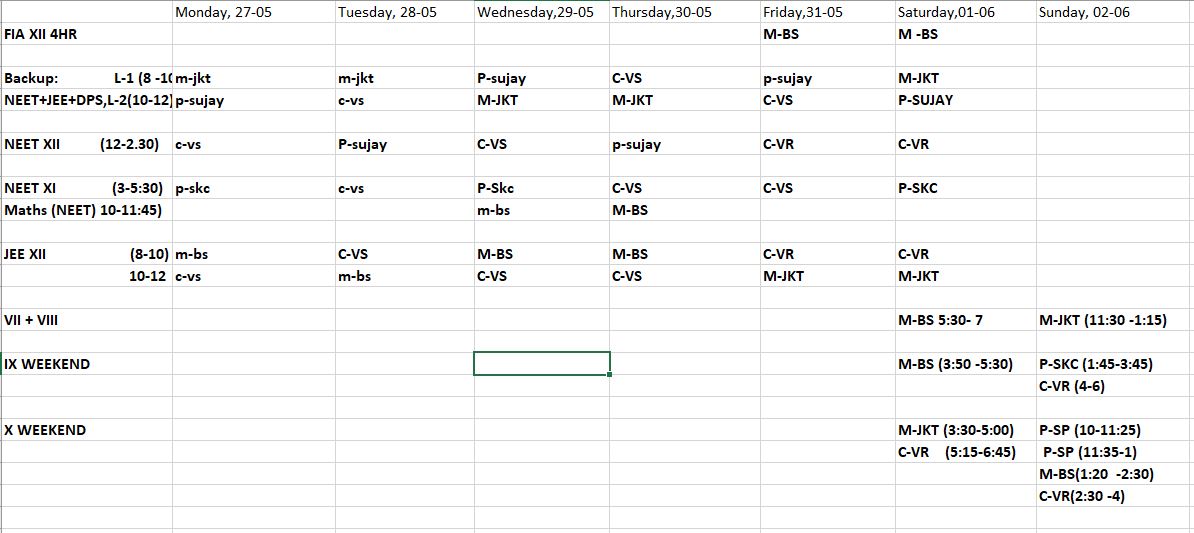 Monday, 27-05 Tuesday, 28-05 Wednesday,29-05 Thursday,30-05 Friday,31-05 Saturday,01-06 Sunday, 02-06
FIA XII 4HR M-BS M -BS
Backup: L-1 (8 -10 m-jkt m-jkt P-sujay C-VS p-sujay M-JKT
NEET+JEE+DPS,L-2(10-12) p-sujay c-vs M-JKT M-JKT C-VS P-SUJAY
NEET XII (12-2.30) c-vs P-sujay C-VS p-sujay C-VR C-VR
NEET XI (3-5:30) p-skc c-vs P-Skc C-VS C-VS P-SKC
Maths (NEET) 10-11:45) m-bs M-BS
JEE XII (8-10) m-bs C-VS M-BS M-BS C-VR C-VR
10-12 c-vs m-bs C-VS C-VS M-JKT M-JKT
VII + VIII M-BS 5:30- 7 M-JKT (11:30 -1:15)
IX WEEKEND M-BS (3:50 -5:30) P-SKC (1:45-3:45)
C-VR (4-6)
X WEEKEND M-JKT (3:30-5:00) P-SP (10-11:25)
C-VR (5:15-6:45) P-SP (11:35-1)
M-BS(1:20 -2:30)
C-VR(2:30 -4)